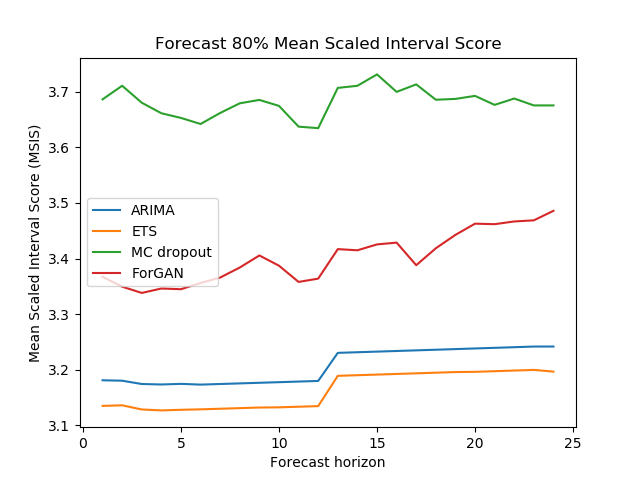 Forecast 80% Mean Scaled Interval Score
Mean Scaled Interval Score (MSIS)
3.7
3.6
3.5
3.4
3.3
3.2
3.1
ARIMA
ETS
MC dropout
ForGAN
0 5 10 15 20 25
Forecast horizon